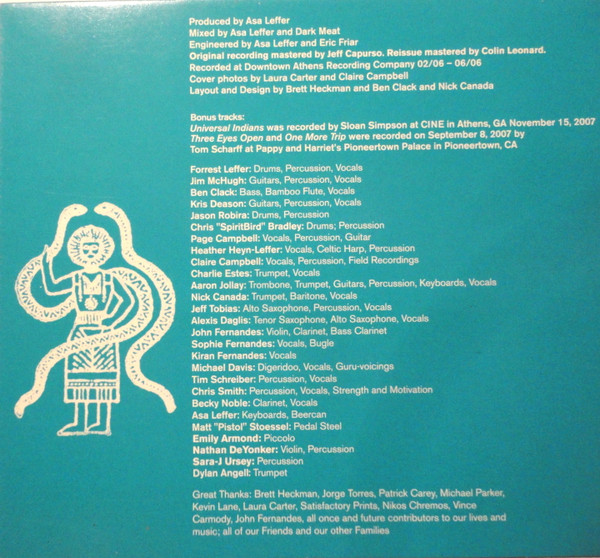 Produced by Asa Leffer
Mixed by Asa Leffer and Dark Meat
Engineered by Asa Leffer and Eric Friar
Original recording mastered by Jeff Capurso. Reissue mastered by Colin Leonard.
Recorded at Downtown Athens Recording Company 02/06 – 06/06
Cover photos by Laura Carter and Claire Campbell
Layout and Design by Brett Heckman and Ben Clack and Nick Canada
Bonus tracks:
Universal Indians was recorded by Sloan Simpson at CINE in Athens, GA November 15, 2007
Three Eyes Open and One More Trip were recorded on September 8, 2007 by
Tom Scharff at Pappy and Harriet's Pioneertown Palace in Pioneertown, CA
Forrest Leffer: Drums, Percussion, Vocals
Jim McHugh: Guitars, Percussion, Vocals
Ben Clack: Bass, Bamboo Flute, Vocals
Kris Deason: Guitars, Percussion, Vocals
Jason Robira: Drums, Percussion
Chris "SpiritBird" Bradley: Drums; Percussion
Page Campbell: Vocals, Percussion, Guitar
Heather Heyn-Leffer: Vocals, Celtic Harp, Percussion
Claire Campbell: Vocals, Percussion, Field Recordings
Charlie Estes: Trumpet, Vocals
Aaron Jollay: Trombone, Trumpet, Guitars, Percussion, Keyboards, Vocals
Nick Canada: Trumpet, Baritone, Vocals
Jeff Tobias: Alto Saxophone, Percussion, Vocals
Alexis Daglis: Tenor Saxophone, Alto Saxophone, Vocals
John Fernandes: Violin, Clarinet, Bass Clarinet
Sophie Fernandes: Vocals, Bugle
Kiran Fernandes: Vocals
Michael Davis: Digeridoo, Vocals, Guru-voicings
Tim Schreiber: Percussion, Vocals
Chris Smith: Percussion, Vocals, Strength and Motivation
Becky Noble: Clarinet, Vocals
Asa Leffer: Keyboards, Beercan
Matt "Pistol" Stoessel: Pedal Steel
Emily Armond: Piccolo
Nathan DeYonker: Violin, Percussion
Sara-J Ursey: Percussion
Dylan Angell: Trumpet
Great Thanks: Brett Heckman, Jorge Torres, Patrick Carey, Michael Parker,
Kevin Lane, Laura Carter, Satisfactory Prints, Nikos Chremos, Vince
Carmody, John Fernandes, all once and future contributors to our lives and
music; all of our Friends and our other Families